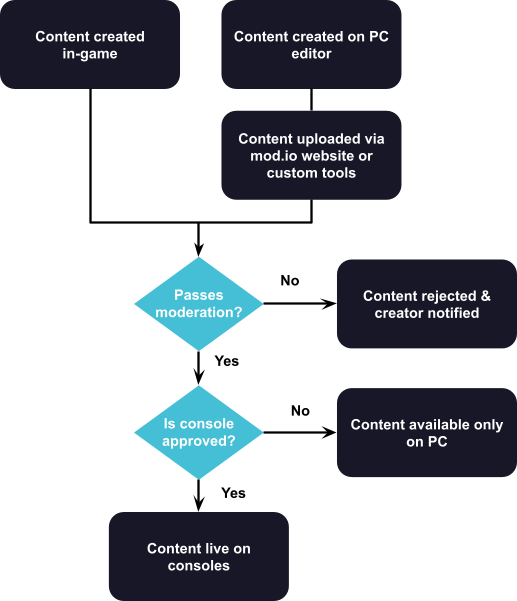 Content created
in-game
Content created on PC
editor
Content uploaded via
mod.io website or
custom tools
Passes
moderation?
No
Content rejected &
creator notified
Yes
Is console
approved?
No
Content available only
on PC
Yes
Content live on
consoles